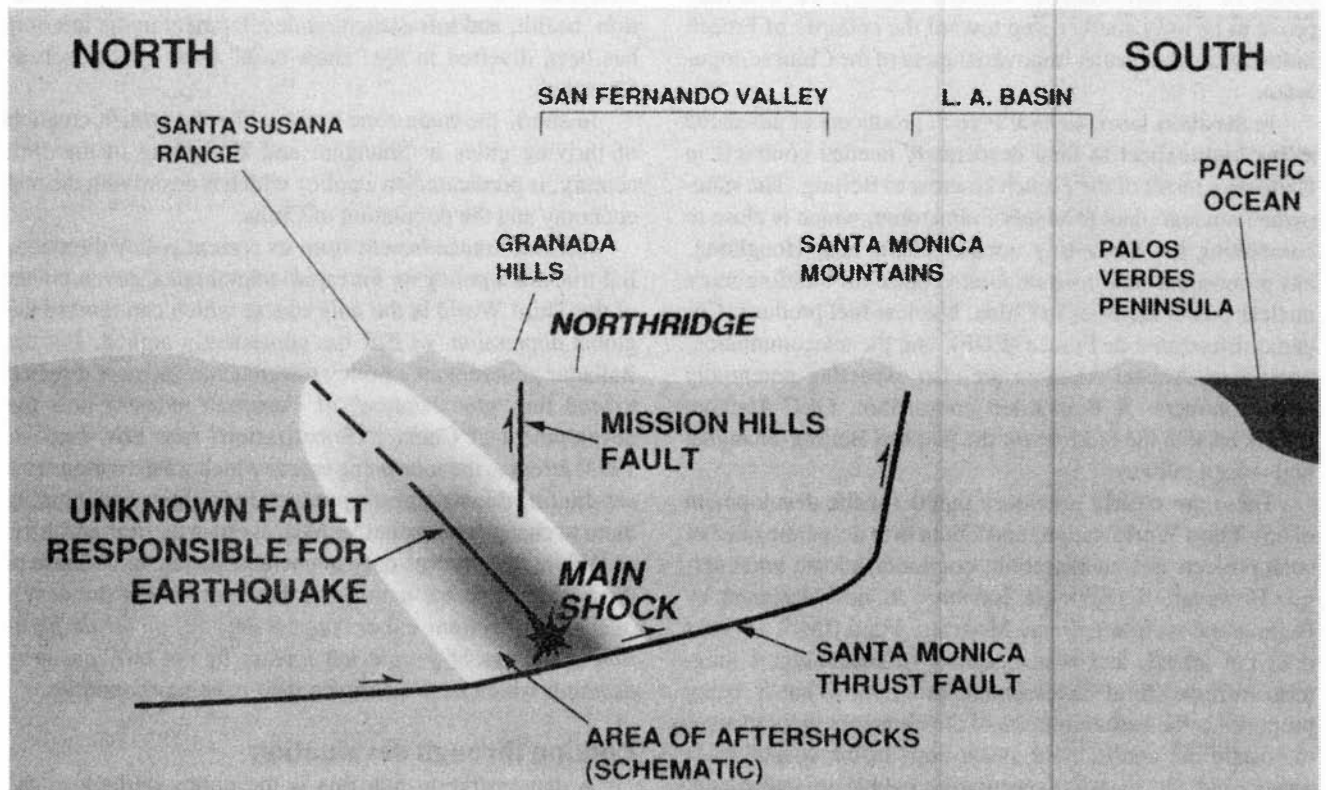 NORTH
SOUTH
SAN FERNANDO VALLEY
L. A. BASIN
SANTA SUSANA
RANGE
PACIFIC
OCEAN
GRANADA
HILLS
SANTA MONICA
MOUNTAINS
PALOS
VERDES
PENINSULA
NORTHRIDGE
MISSION HILLS
FAULT
UNKNOWN FAULT
RESPONSIBLE FOR
EARTHQUAKE
MAIN
SHOCK
SANTA MONICA
THRUST FAULT
AREA OF AFTERSHOCKS
(SCHEMATIC)